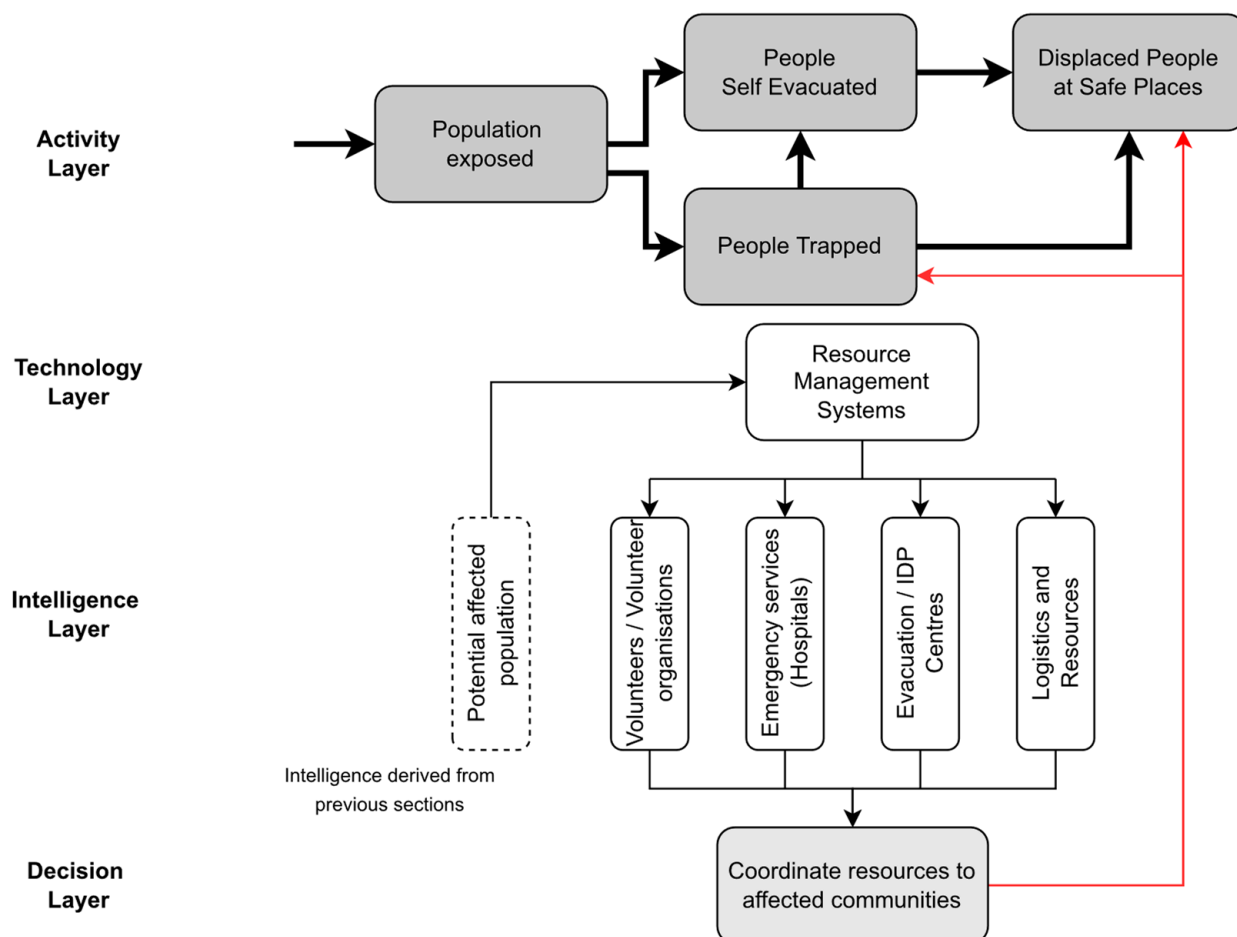 People
Self Evacuated
Displaced People
at Safe Places
Activity
Layer
Population
exposed
People Trapped
Technology
Layer
Resource
Management
Systems
Intelligence
Layer
Potential affected
population
Volunteers / Volunteer
organisations
Emergency services
(Hospitals)
Evacuation / IDP
Centres
Logistics and
Resources
Intelligence derived from
previous sections
Decision
Layer
Coordinate resources to
affected communities